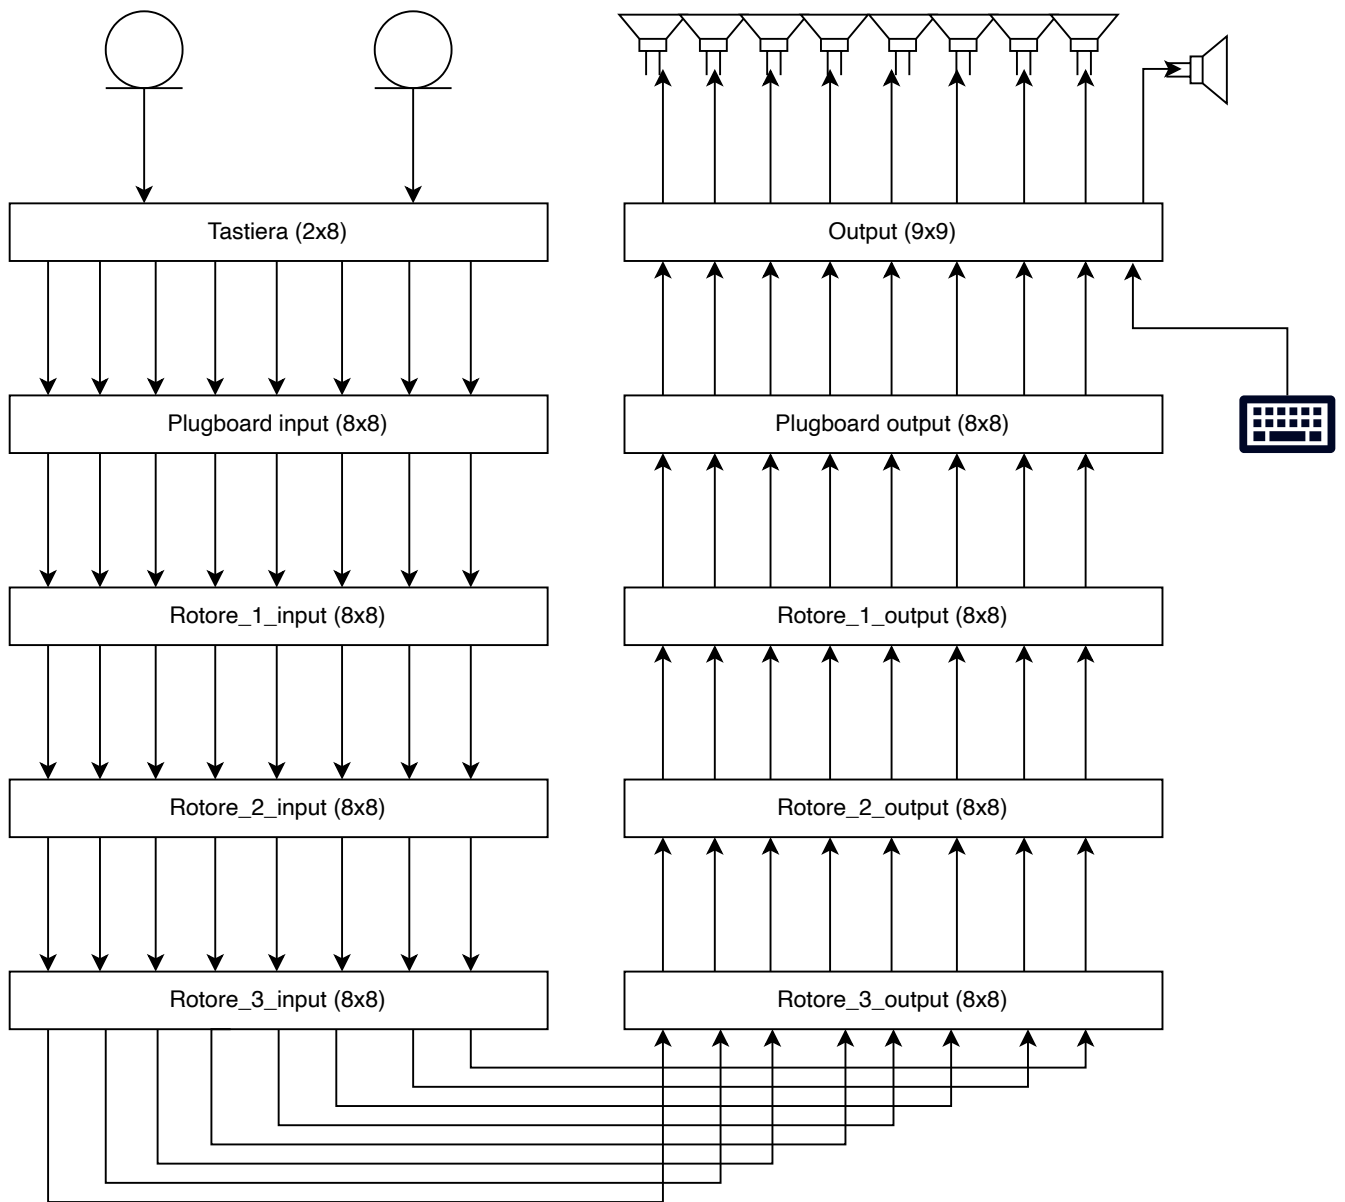 Tastiera (2x8)
Output (9x9)
Plugboard input (8x8)
Plugboard output (8x8)
Rotore_1_input (8x8)
Rotore_1_output (8x8)
Rotore_2_input (8x8)
Rotore_2_output (8x8)
Rotore_3_input (8x8)
Rotore_3_output (8x8)